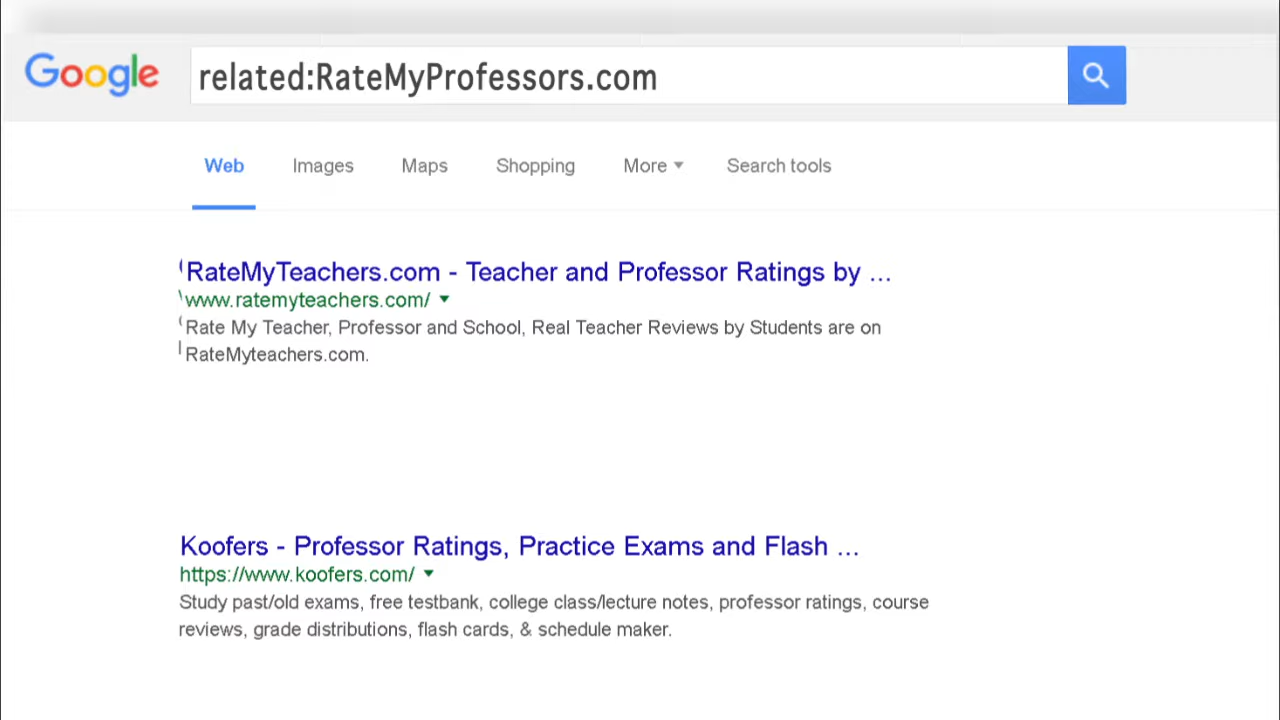 Google
related:RateMyProfessors.com
Web Images Maps Shopping More Search tools
RateMyTeachers.com - Teacher and Professor Ratings by ...
www.ratemyteachers.com/
Rate My Teacher, Professor and School, Real Teacher Reviews by Students are on
RateMyteachers.com.
Koofers - Professor Ratings, Practice Exams and Flash ...
https://www.koofers.com/
Study past/old exams, free testbank, college class/lecture notes, professor ratings, course
reviews, grade distributions, flash cards, & schedule maker.